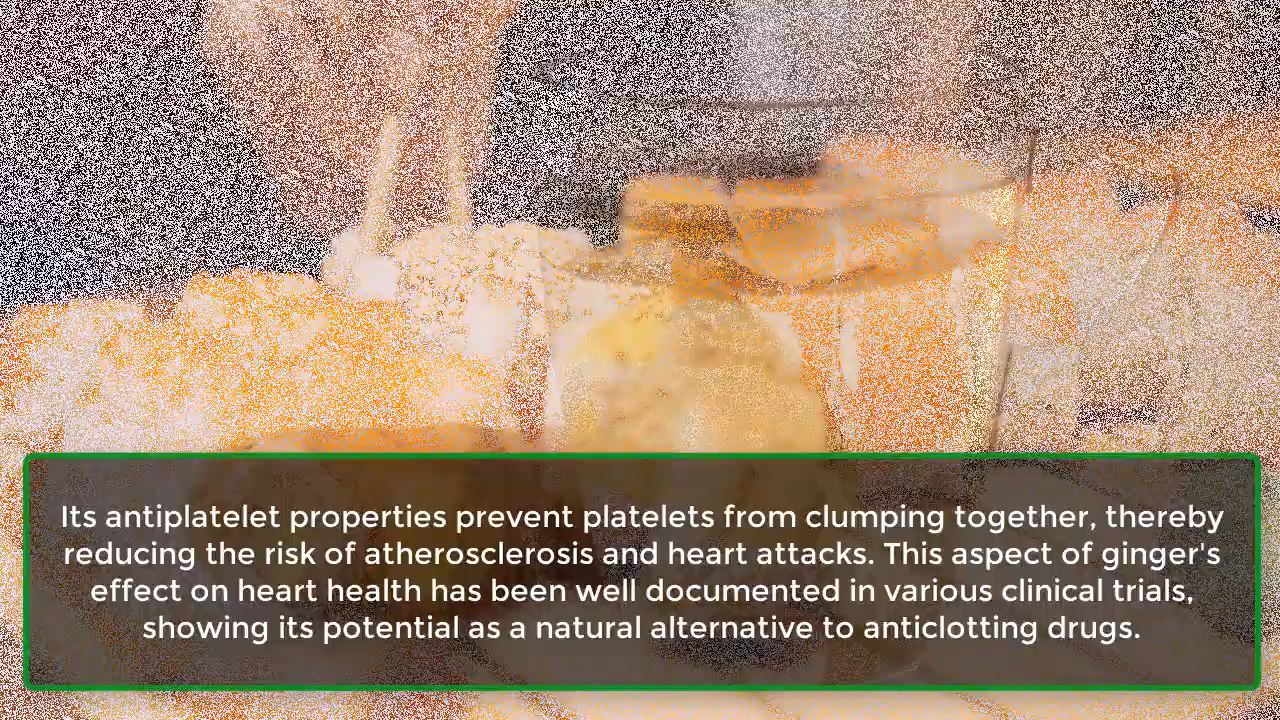 Its antiplatelet properties prevent platelets from clumping together, thereby
reducing the risk of atherosclerosis and heart attacks. This aspect of ginger's
effect on heart health has been well documented in various clinical trials,
showing its potential as a natural alternative to anticlotting drugs.